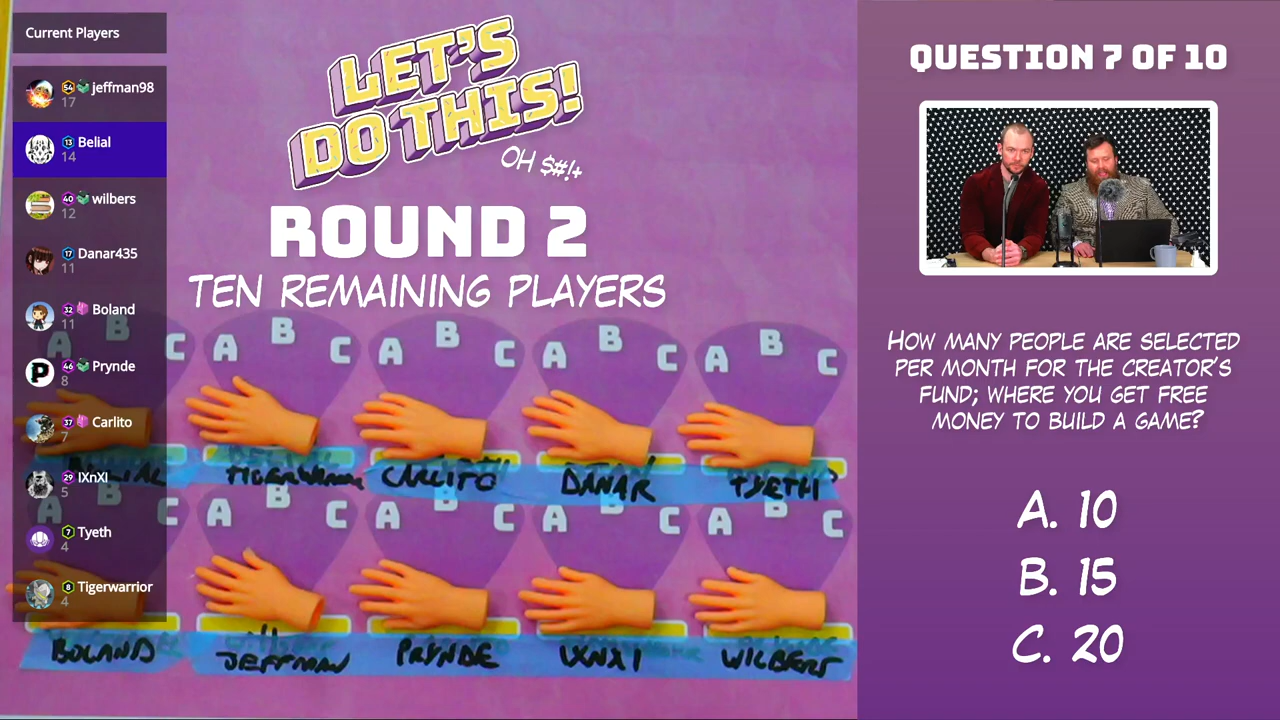 Current Players
54 jeffman98
17
13 Belial
14
40 wilbers
12
17 Danar435
11
32 Boland
11
46 Prynde
8
37 Carlito
7
29 IXnXI
5
7 Tyeth
4
8 Tigerwarrior
4
LET'S
DO THIS!
OH $#!+
ROUND 2
TEN REMAINING PLAYERS
A B C A B C A B C A B C A B C
TIGERWARRIOR CARLITO DANAR TYETH
A B C A B C A B C A B C A B C
BOLAND JEFFMAN PRYNDE IXNXI WILBERS
QUESTION 7 OF 10
HOW MANY PEOPLE ARE SELECTED
PER MONTH FOR THE CREATOR'S
FUND; WHERE YOU GET FREE
MONEY TO BUILD A GAME?
A. 10
B. 15
C. 20